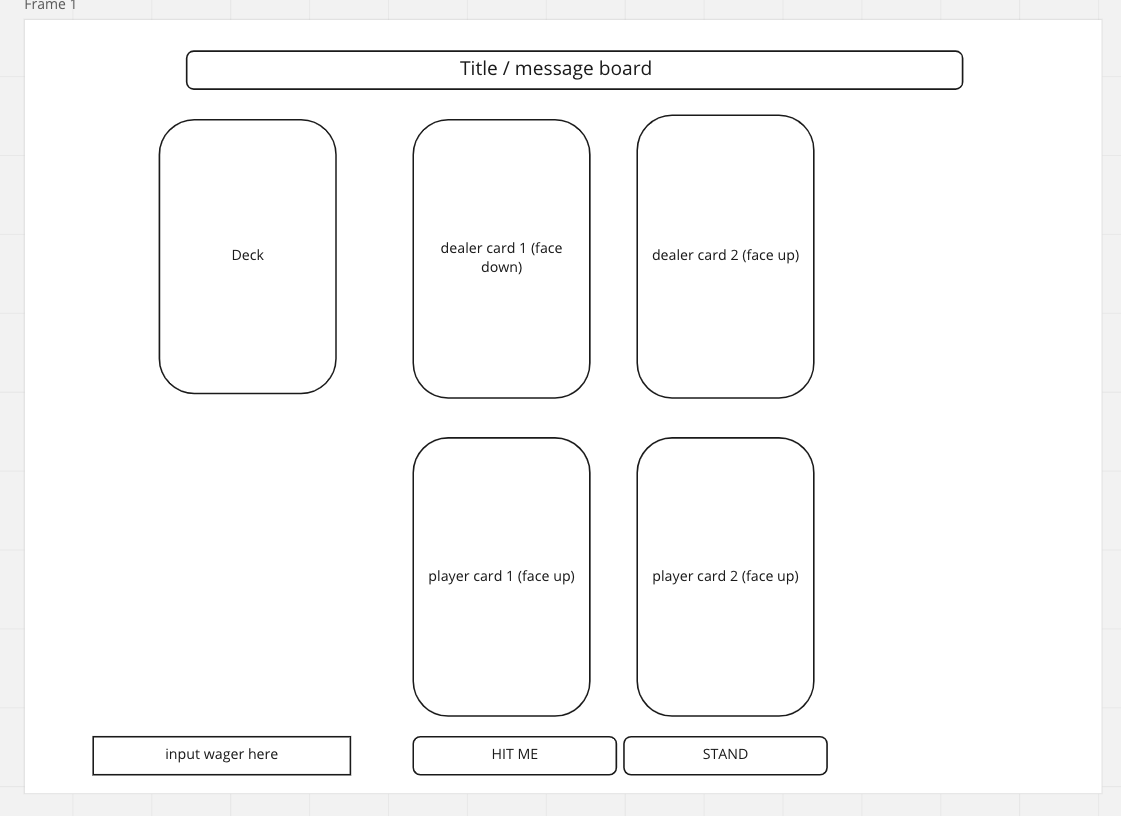 Frame 1
Title / message board
Deck
dealer card 1 (face
down)
dealer card 2 (face up)
player card 1 (face up)
player card 2 (face up)
input wager here
HIT ME
STAND